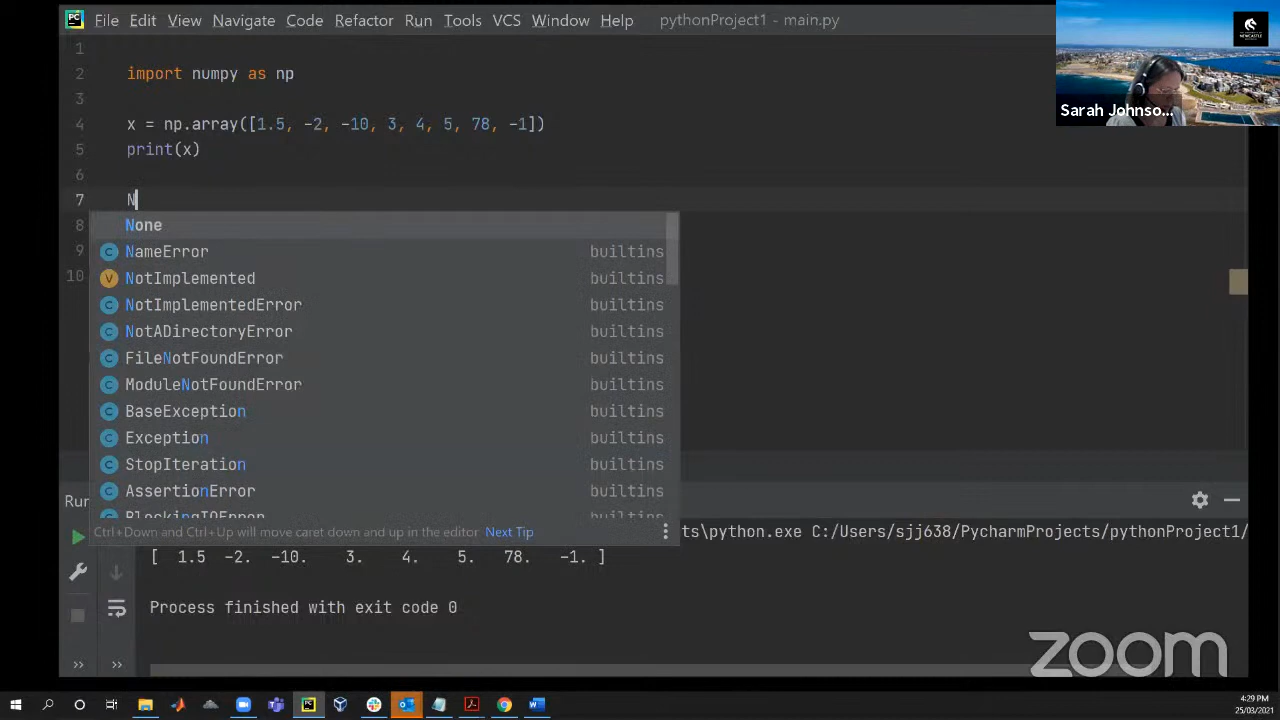 File Edit View Navigate Code Refactor Run Tools VCS Window Help pythonProject1 - main.py
NEWCASTLE
Sarah Johnso...
1
2 import numpy as np
3
4 x = np.array([1.5, -2, -10, 3, 4, 5, 78, -1])
5 print(x)
6
7 N
8 None
9 NameError builtins
10 NotImplemented builtins
NotImplementedError builtins
NotADirectoryError builtins
FileNotFoundError builtins
ModuleNotFoundError builtins
BaseException builtins
Exception builtins
StopIteration builtins
AssertionError builtins
BlockingIOError builtins
Ctrl+Down and Ctrl+Up will move caret down and up in the editor Next Tip
Run
ts\python.exe C:/Users/sjj638/PycharmProjects/pythonProject1/
[ 1.5 -2. -10. 3. 4. 5. 78. -1. ]
Process finished with exit code 0
zoom
4:29 PM
25/03/2021